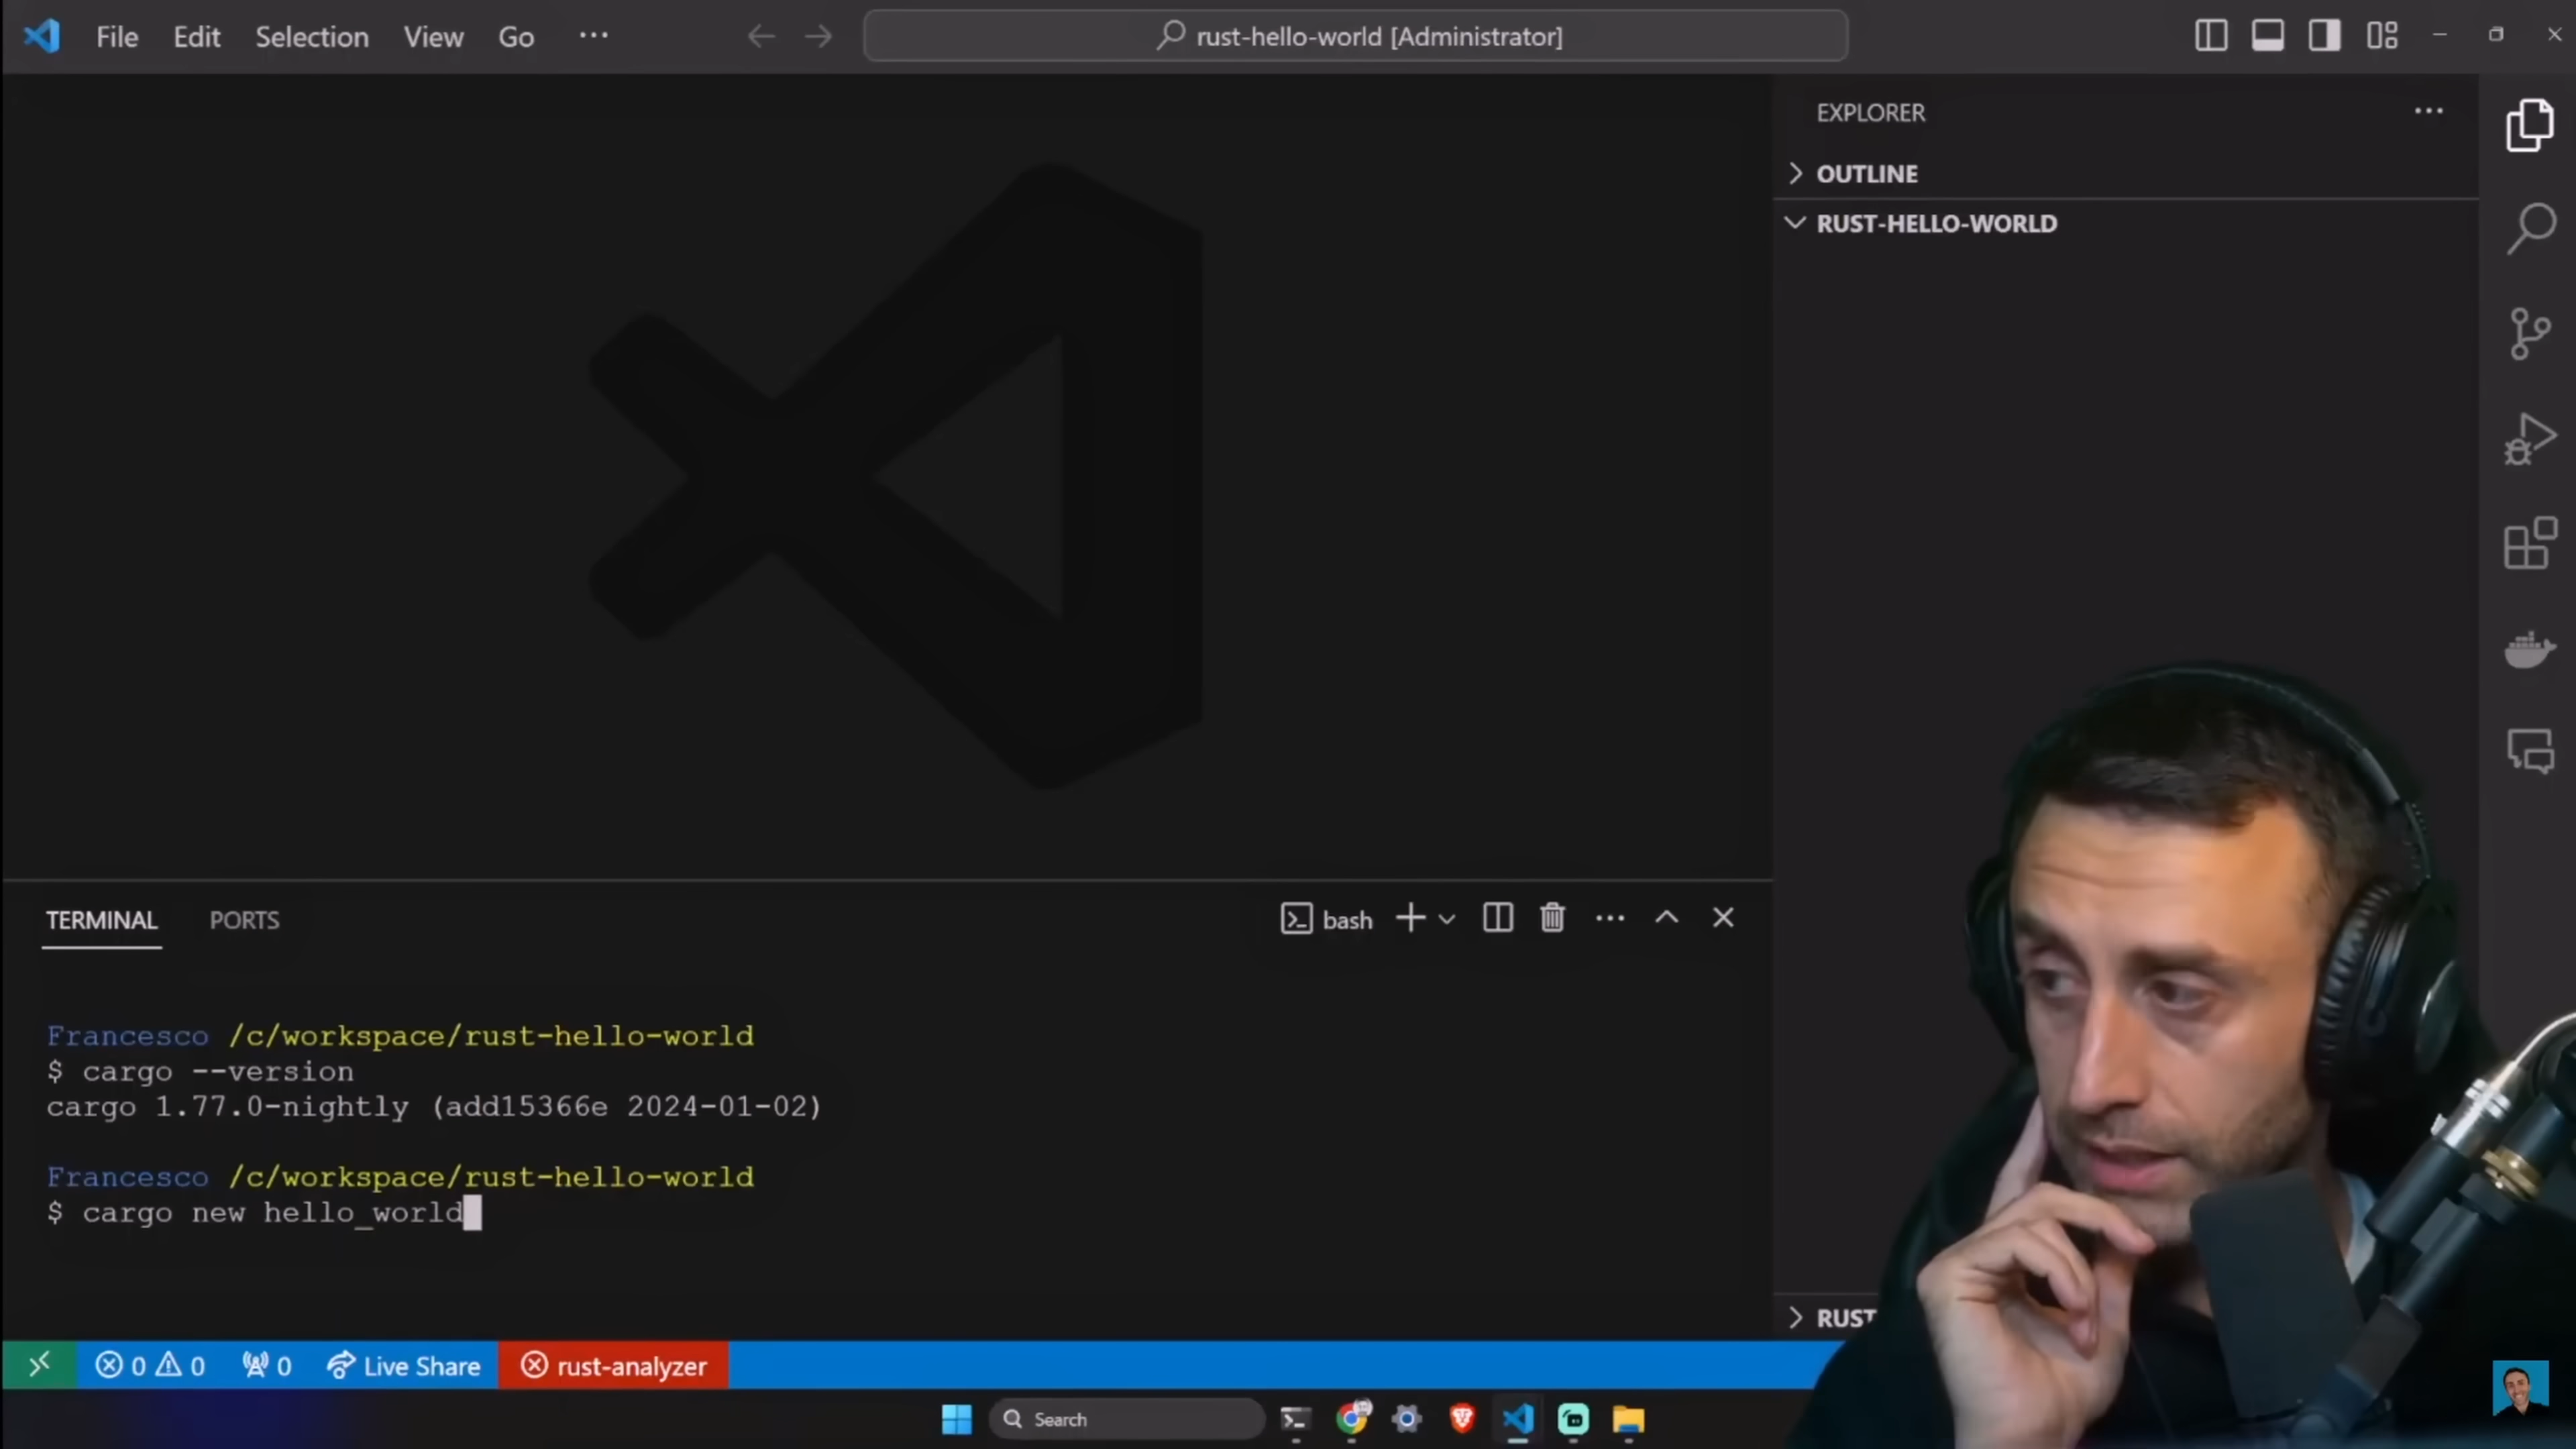 File Edit Selection View Go ...
rust-hello-world [Administrator]
EXPLORER
OUTLINE
RUST-HELLO-WORLD
TERMINAL PORTS
bash
Francesco /c/workspace/rust-hello-world
$ cargo --version
cargo 1.77.0-nightly (add15366e 2024-01-02)
Francesco /c/workspace/rust-hello-world
$ cargo new hello_world
RUST
0 0 0 Live Share rust-analyzer
Search